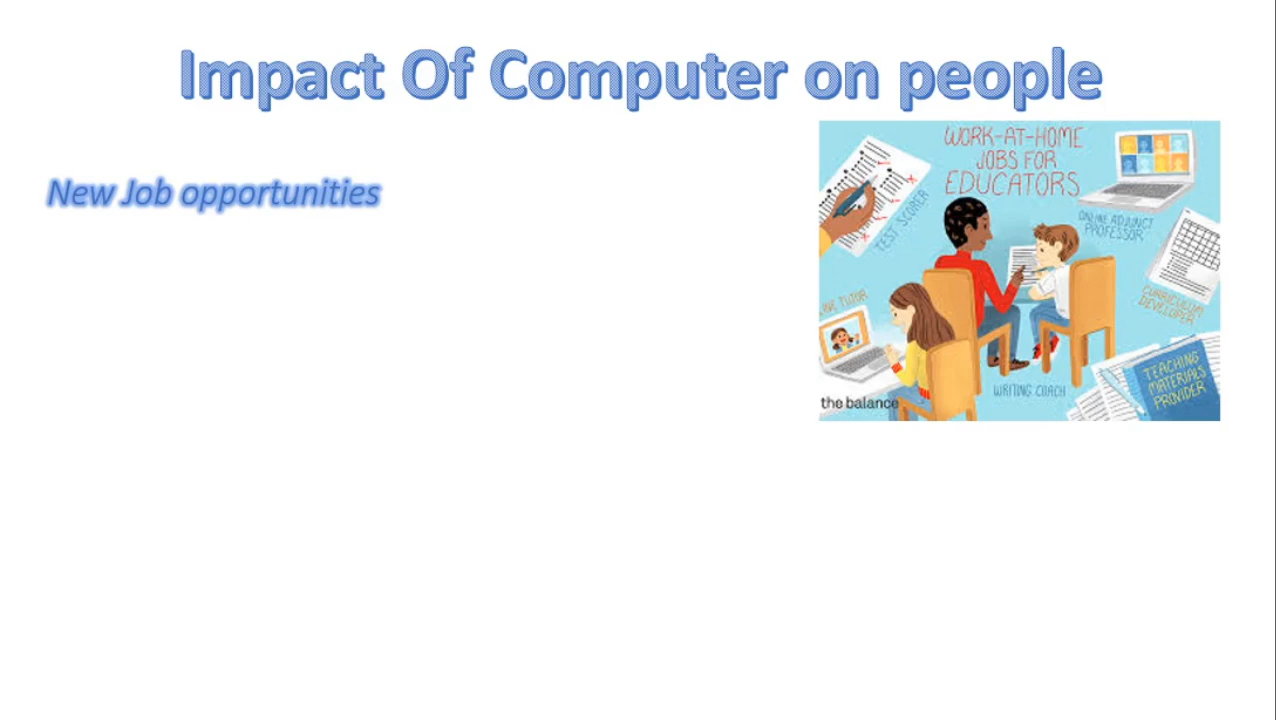 Impact Of Computer on people
New Job opportunities
WORK-AT-HOME
JOBS FOR
EDUCATORS
TEST SCORER
ONLINE ADJUNCT
PROFESSOR
CURRICULUM
DEVELOPER
TUTOR
WRITING COACH
TEACHING
MATERIALS
PROVIDER
the balance